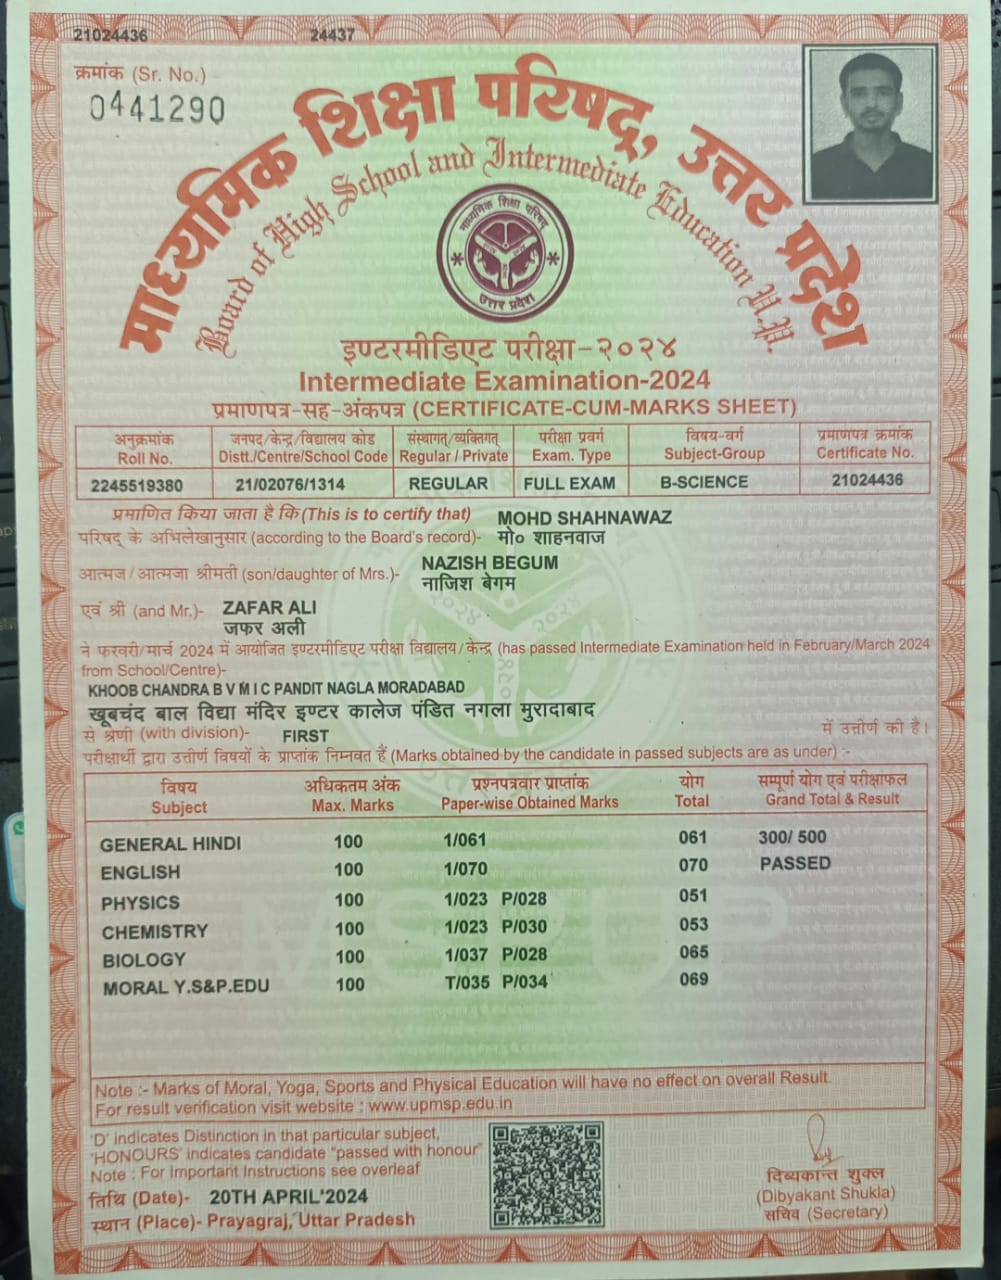 21024436 24437
क्रमांक (Sr. No.)
0441290
माध्यमिक शिक्षा परिषद्, उत्तर प्रदेश
Board of High School and Intermediate Education U.P.
माध्यमिक शिक्षा परिषद्
उत्तर प्रदेश
इण्टरमीडिएट परीक्षा-२०२४
Intermediate Examination-2024
प्रमाणपत्र-सह-अंकपत्र (CERTIFICATE-CUM-MARKS SHEET)
अनुक्रमांक जनपद/केन्द्र/विद्यालय कोड संस्थागत/व्यक्तिगत परीक्षा प्रवर्ग विषय-वर्ग प्रमाणपत्र क्रमांक
Roll No. Distt./Centre/School Code Regular / Private Exam. Type Subject-Group Certificate No.
2245519380 21/02076/1314 REGULAR FULL EXAM B-SCIENCE 21024436
प्रमाणित किया जाता है कि (This is to certify that) MOHD SHAHNAWAZ
परिषद् के अभिलेखानुसार (according to the Board's record)- मो० शाहनवाज
NAZISH BEGUM
आत्मज/आत्मजा श्रीमती (son/daughter of Mrs.)- नाजिश बेगम
एवं श्री (and Mr.)- ZAFAR ALI
जफर अली
ने फरवरी/मार्च 2024 में आयोजित इण्टरमीडिएट परीक्षा विद्यालय/केन्द्र (has passed Intermediate Examination held in February/March 2024
from School/Centre)-
KHOOB CHANDRA B V M I C PANDIT NAGLA MORADABAD
खूबचंद बाल विद्या मंदिर इण्टर कालेज पंडित नगला मुरादाबाद
से श्रेणी (with division)- FIRST में उत्तीर्ण की है।
परीक्षार्थी द्वारा उत्तीर्ण विषयों के प्राप्तांक निम्नवत हैं (Marks obtained by the candidate in passed subjects are as under) :-
विषय अधिकतम अंक प्रश्नपत्रवार प्राप्तांक योग सम्पूर्ण योग एवं परीक्षाफल
Subject Max. Marks Paper-wise Obtained Marks Total Grand Total & Result
GENERAL HINDI 100 1/061 061 300/ 500
ENGLISH 100 1/070 070 PASSED
PHYSICS 100 1/023 P/028 051
CHEMISTRY 100 1/023 P/030 053
BIOLOGY 100 1/037 P/028 065
MORAL Y.S&P.EDU 100 T/035 P/034 069
Note :- Marks of Moral, Yoga, Sports and Physical Education will have no effect on overall Result.
For result verification visit website : www.upmsp.edu.in
'D' indicates Distinction in that particular subject,
'HONOURS' indicates candidate "passed with honour"
Note : For Important Instructions see overleaf
तिथि (Date)- 20TH APRIL'2024
स्थान (Place)- Prayagraj, Uttar Pradesh
दिब्यकान्त शुक्ल
(Dibyakant Shukla)
सचिव (Secretary)